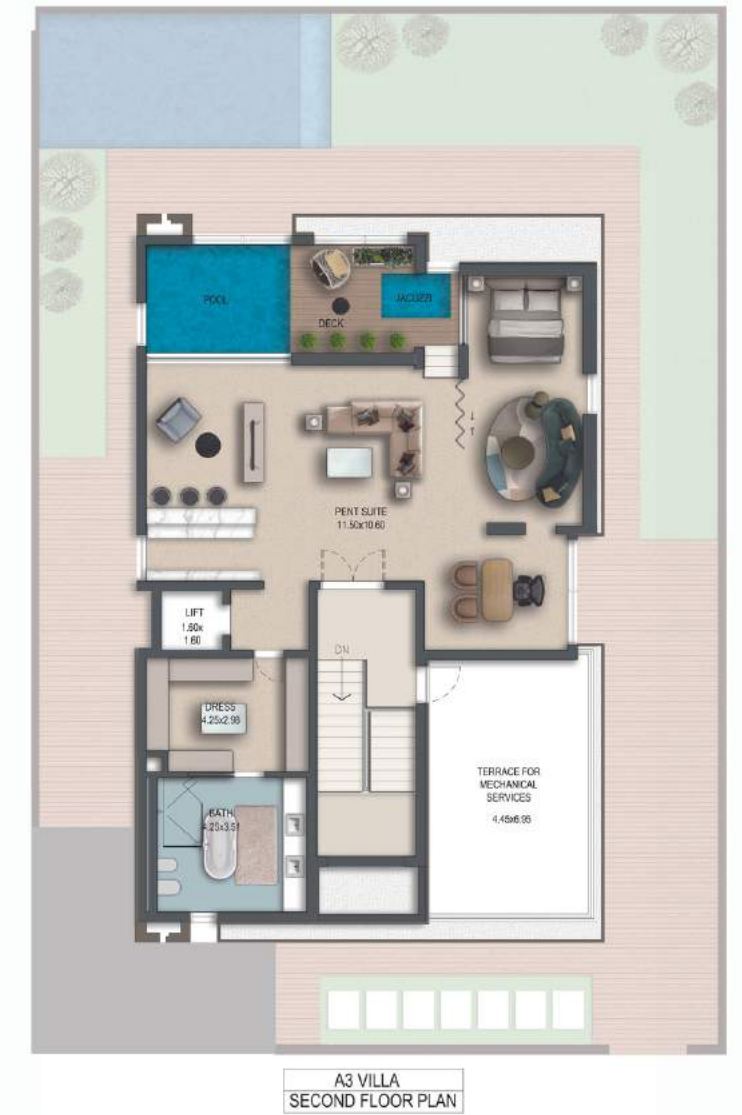 POOL
JACUZZI
DECK
PENT SUITE
11.50x10.60
LIFT
1.60x
1.60
DN
DRESS
4.25x2.98
TERRACE FOR
MECHANICAL
SERVICES
4.45x6.95
BATH
4.25x3.51
A3 VILLA
SECOND FLOOR PLAN